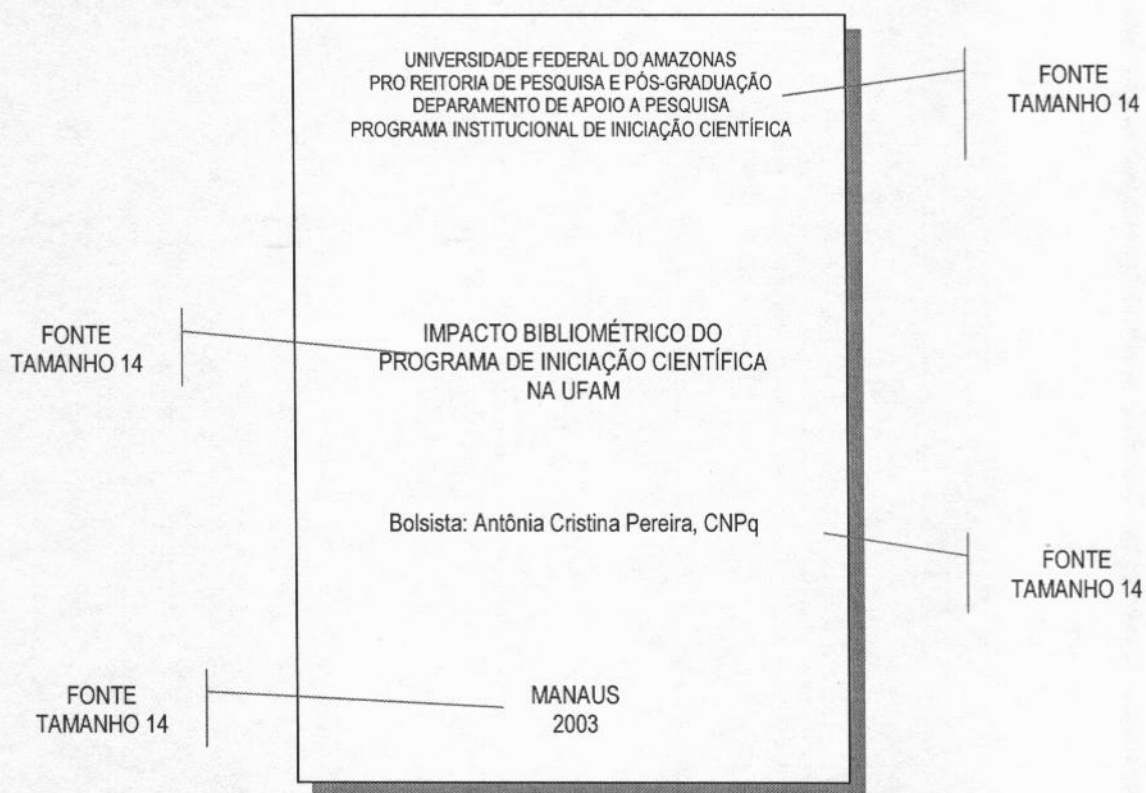 UNIVERSIDADE FEDERAL DO AMAZONAS
PRO REITORIA DE PESQUISA E PÓS-GRADUAÇÃO
DEPARAMENTO DE APOIO A PESQUISA
PROGRAMA INSTITUCIONAL DE INICIAÇÃO CIENTÍFICA
FONTE
TAMANHO 14
FONTE
TAMANHO 14
IMPACTO BIBLIOMÉTRICO DO
PROGRAMA DE INICIAÇÃO CIENTÍFICA
NA UFAM
Bolsista: Antônia Cristina Pereira, CNPq
FONTE
TAMANHO 14
FONTE
TAMANHO 14
MANAUS
2003